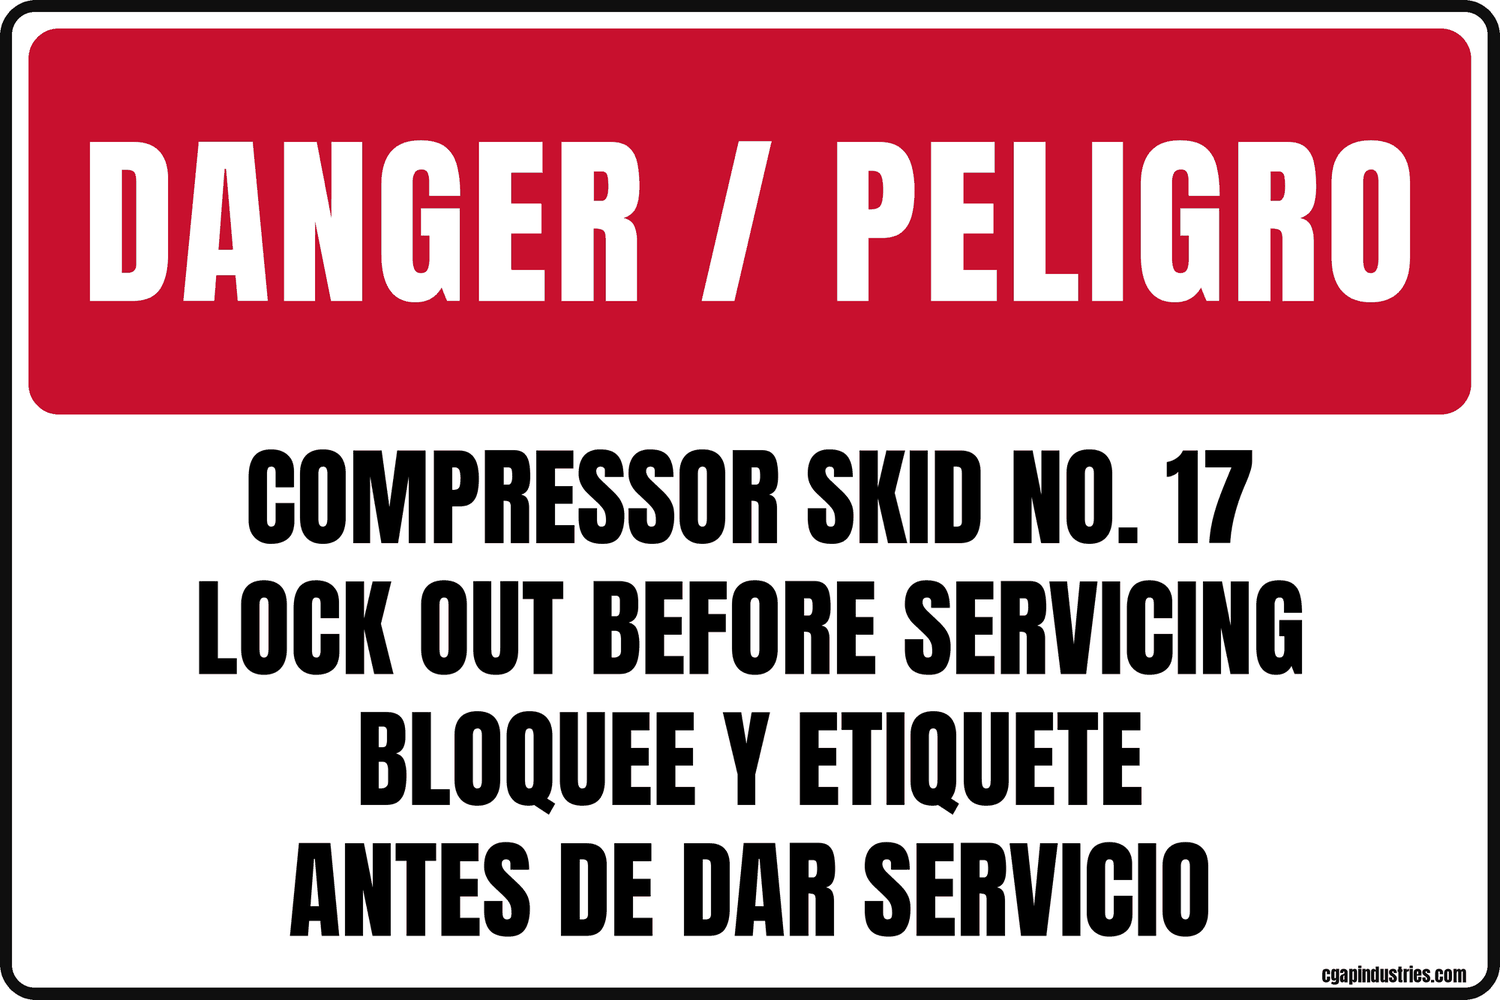 DANGER / PELIGRO
COMPRESSOR SKID NO. 17
LOCK OUT BEFORE SERVICING
BLOQUEE Y ETIQUETE
ANTES DE DAR SERVICIO
cgapindustries.com